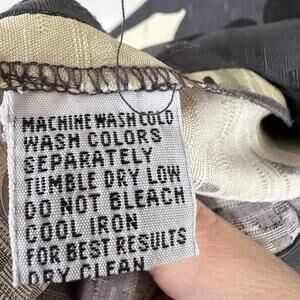 MACHINE WASH COLD
WASH COLORS
SEPARATELY
TUMBLE DRY LOW
DO NOT BLEACH
COOL IRON
FOR BEST RESULTS
DRY CLEAN